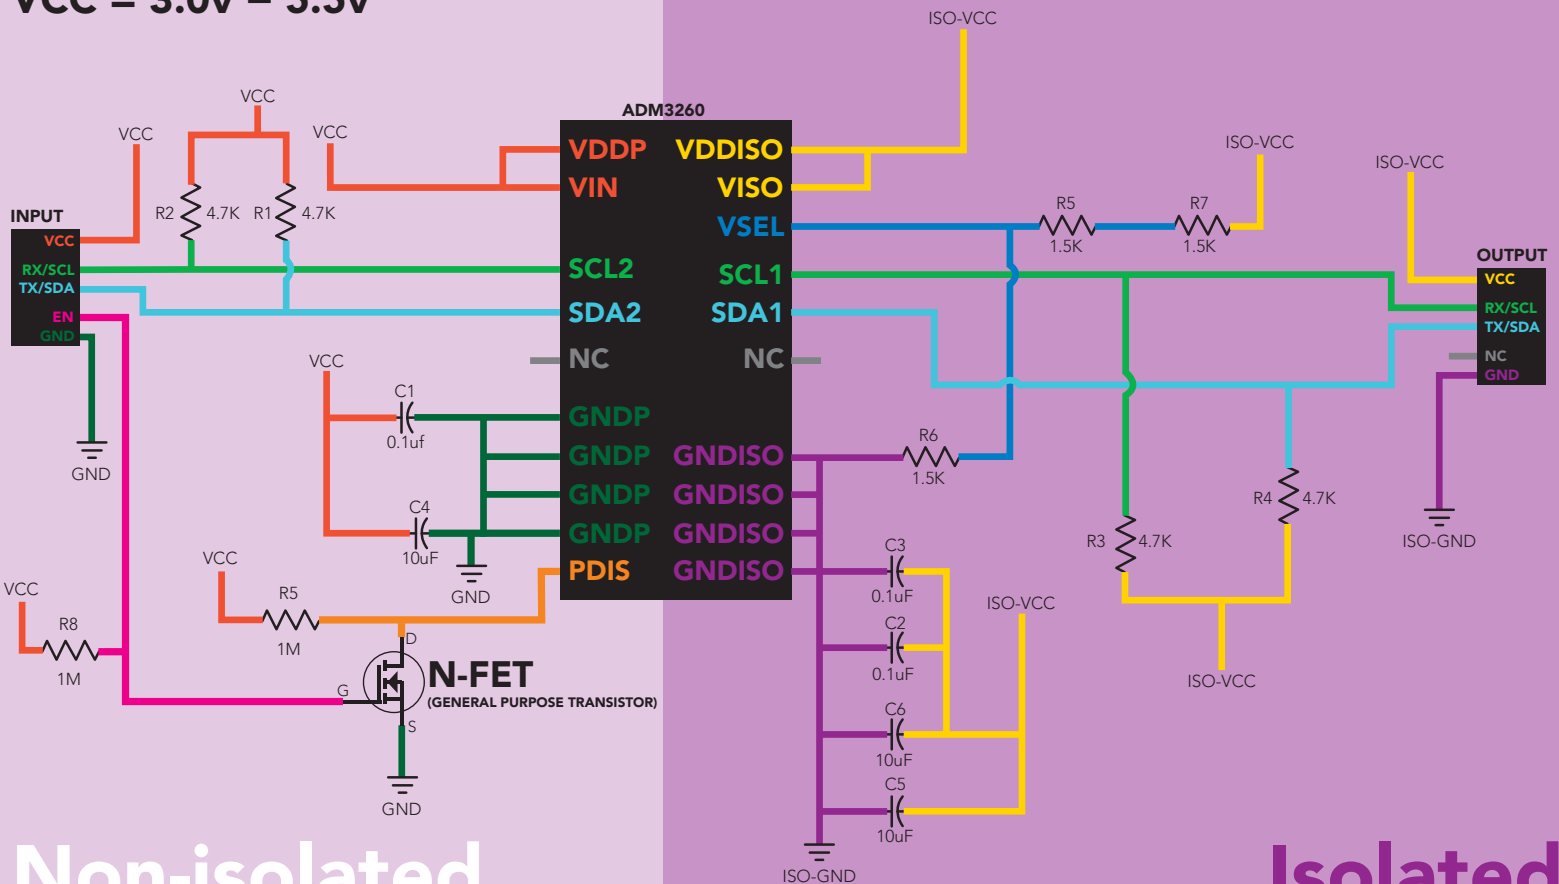 VCC = 3.0v – 5.5v
ISO-VCC
VCC
ADM3260
VCC
VCC
VDDP
VDDISO
ISO-VCC
ISO-VCC
VIN
VISO
R2
4.7K
R1
4.7K
R5
R7
INPUT
VSEL
1.5K
1.5K
VCC
OUTPUT
RX/SCL
SCL2
SCL1
VCC
TX/SDA
SDA2
SDA1
RX/SCL
EN
TX/SDA
GND
NC
NC
NC
VCC
GND
C1
0.1uf
GNDP
R6
GNDP
GNDISO
1.5K
GND
GNDP
GNDISO
R4
4.7K
C4
GNDP
GNDISO
R3
4.7K
ISO-GND
10uF
VCC
PDIS
GNDISO
C3
0.1uF
GND
VCC
R5
ISO-VCC
R8
1M
D
C2
1M
N-FET
0.1uF
ISO-VCC
G
(GENERAL PURPOSE TRANSISTOR)
C6
S
10uF
GND
C5
10uF
Non-isolated
ISO-GND
Isolated